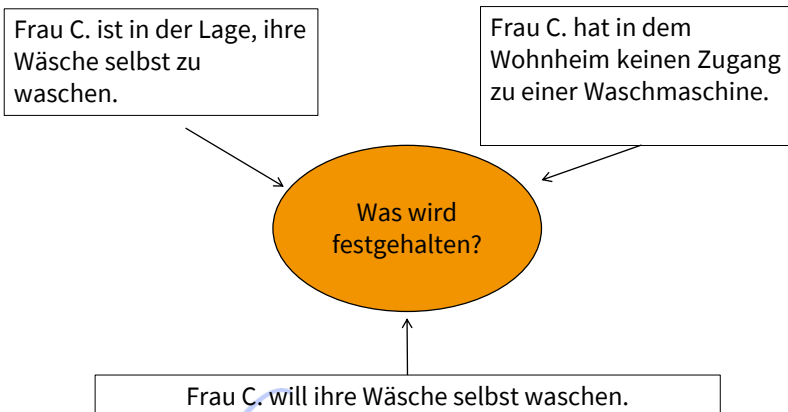 Frau C. ist in der Lage, ihre
Wäsche selbst zu
waschen.
Frau C. hat in dem
Wohnheim keinen Zugang
zu einer Waschmaschine.
Was wird
festgehalten?
Frau C. will ihre Wäsche selbst waschen.